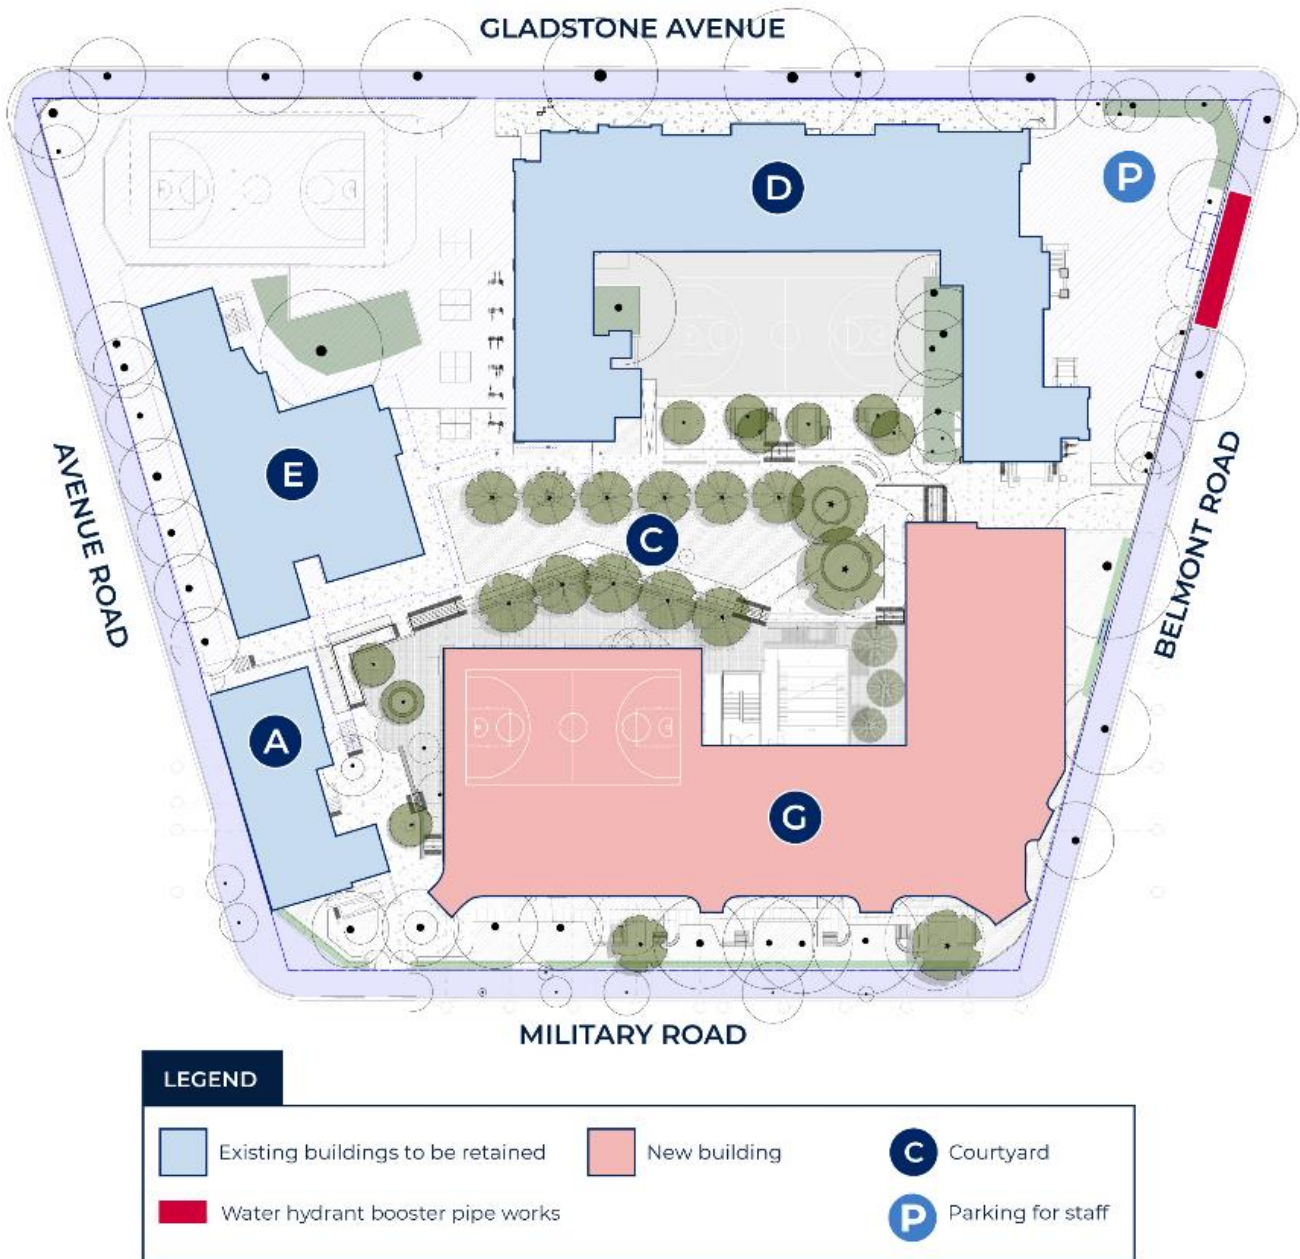 GLADSTONE AVENUE
D
P
E
AVENUE ROAD
C
BELMONT ROAD
A
G
MILITARY ROAD
LEGEND
Existing buildings to be retained
New building
C Courtyard
Water hydrant booster pipe works
P Parking for staff